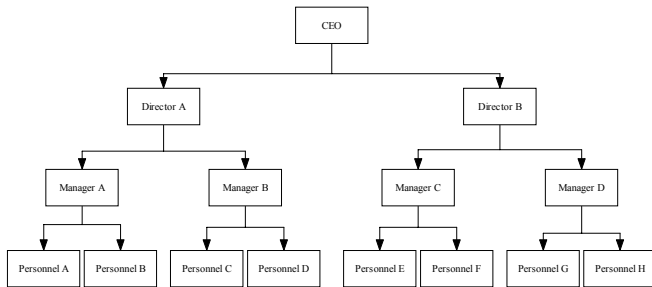 CEO
Director A
Director B
Manager A
Manager B
Manager C
Manager D
Personnel A
Personnel B
Personnel C
Personnel D
Personnel E
Personnel F
Personnel G
Personnel H